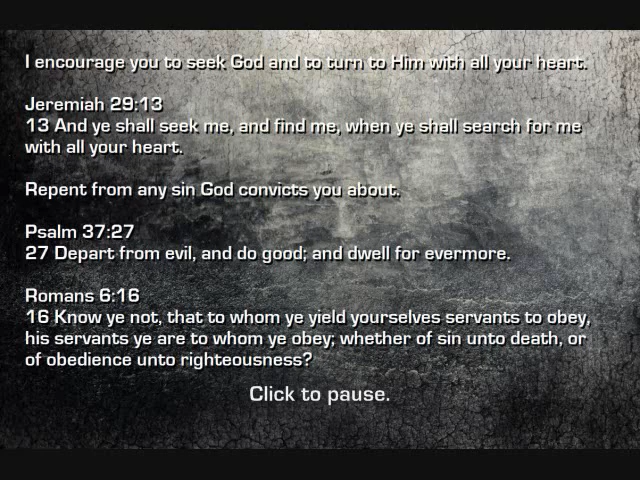 I encourage you to seek God and to turn to Him with all your heart.
Jeremiah 29:13
13 And ye shall seek me, and find me, when ye shall search for me
with all your heart.
Repent from any sin God convicts you about.
Psalm 37:27
27 Depart from evil, and do good; and dwell for evermore.
Romans 6:16
16 Know ye not, that to whom ye yield yourselves servants to obey,
his servants ye are to whom ye obey; whether of sin unto death, or
of obedience unto righteousness?
Click to pause.